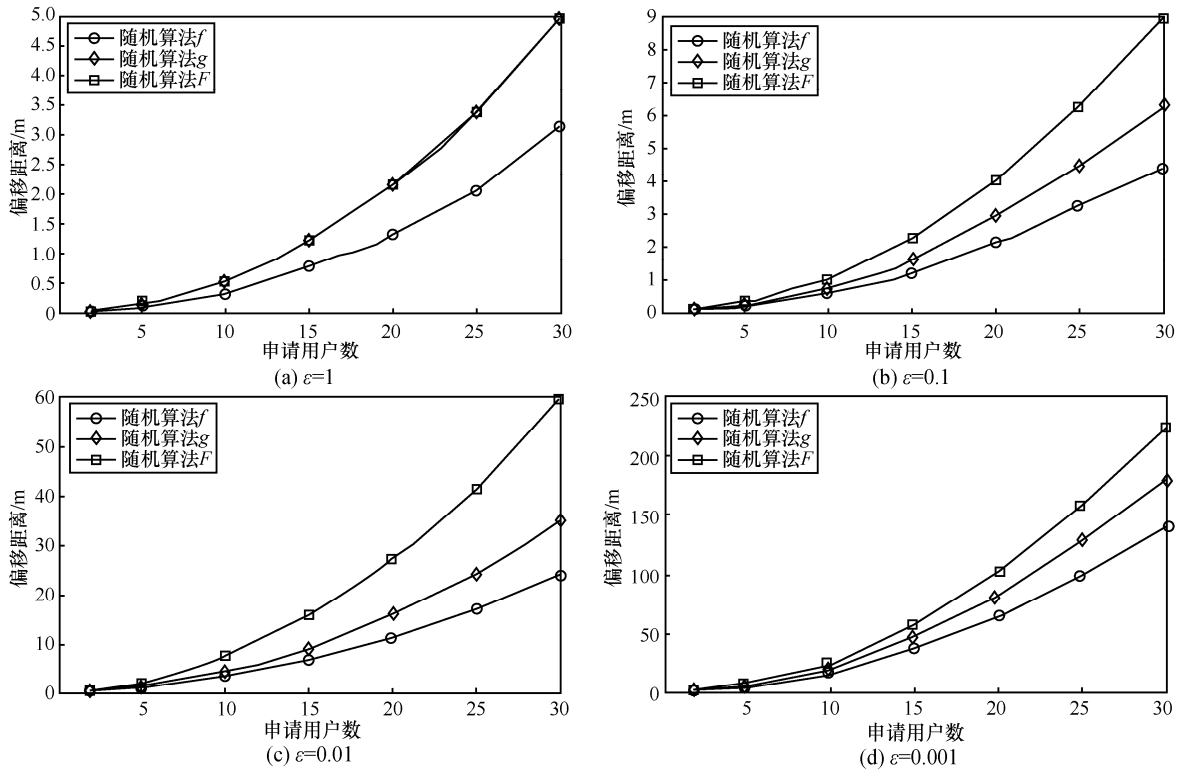 5.0
4.5
4.0
3.5
3.0
2.5
2.0
1.5
1.0
0.5
0
偏移距离/m
随机算法f
随机算法g
随机算法F
5 10 15 20 25 30
申请用户数
(a) ε=1
9
8
7
6
5
4
3
2
1
0
偏移距离/m
随机算法f
随机算法g
随机算法F
5 10 15 20 25 30
申请用户数
(b) ε=0.1
60
50
40
30
20
10
0
偏移距离/m
随机算法f
随机算法g
随机算法F
5 10 15 20 25 30
申请用户数
(c) ε=0.01
250
200
150
100
50
0
偏移距离/m
随机算法f
随机算法g
随机算法F
5 10 15 20 25 30
申请用户数
(d) ε=0.001